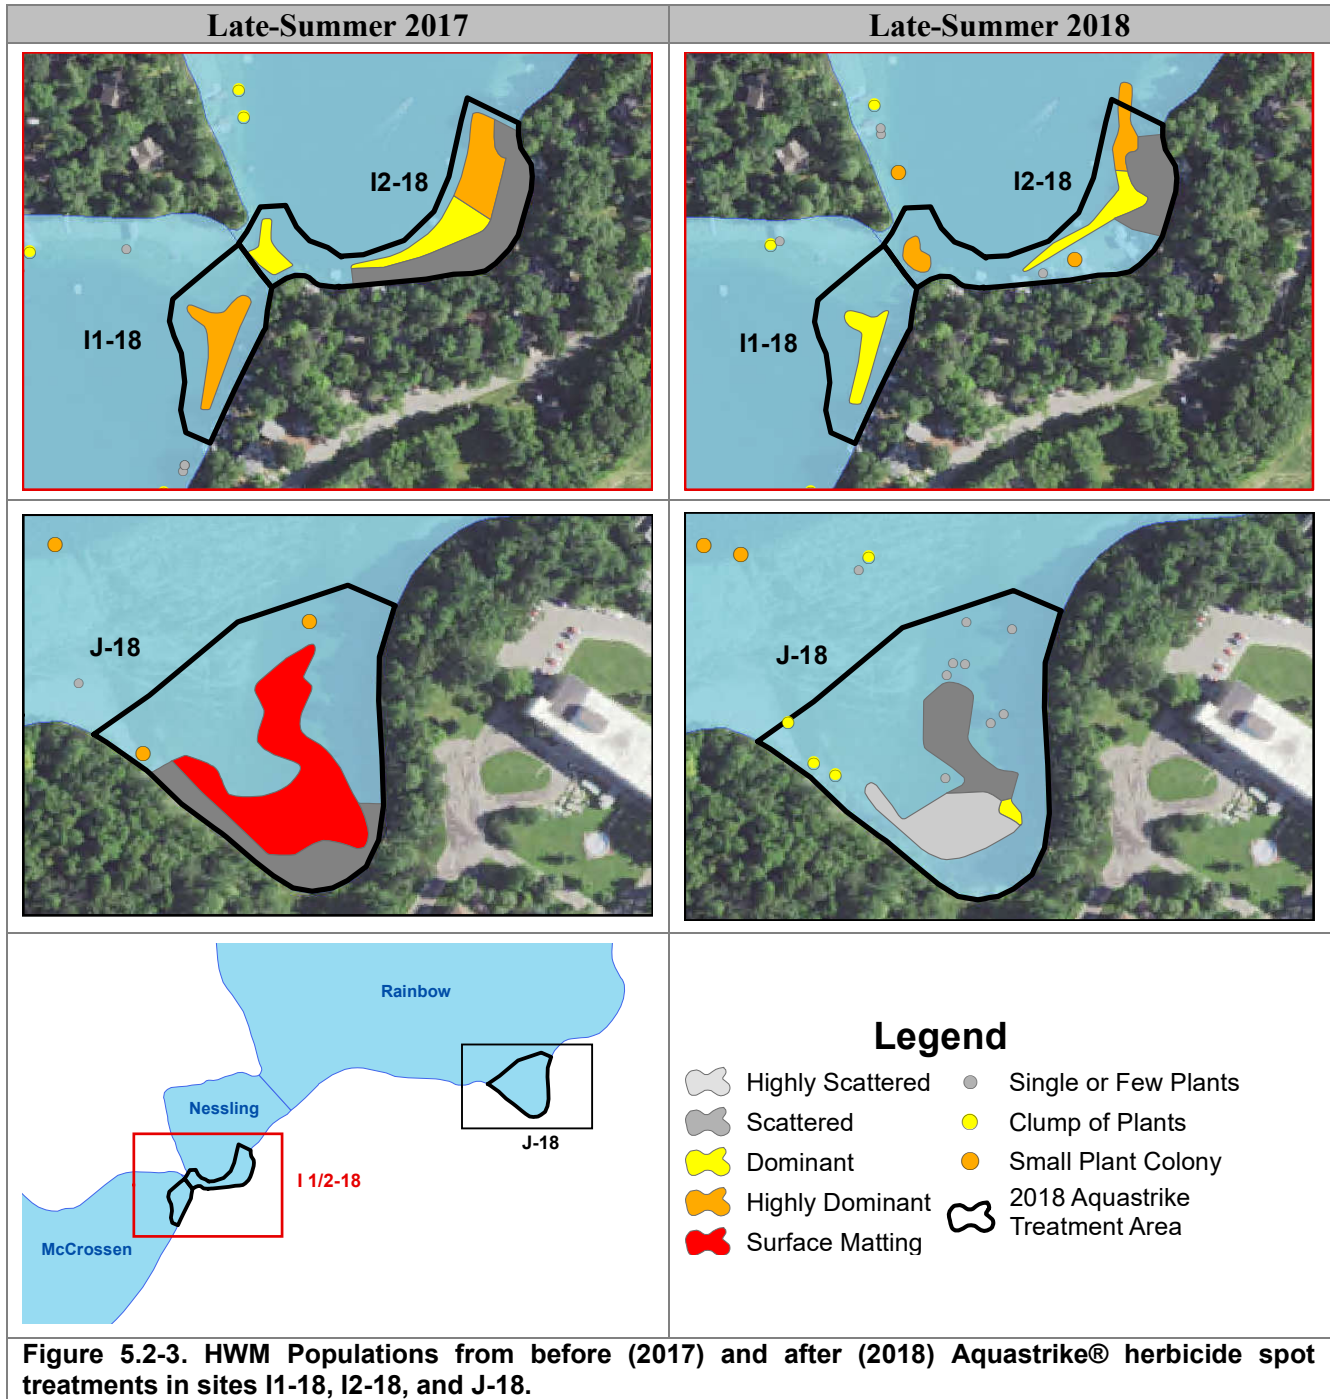 Late-Summer 2017
Late-Summer 2018
I2-18
I1-18
I2-18
I1-18
J-18
J-18
Rainbow
Nessling
J-18
I 1/2-18
McCrossen
Legend
Highly Scattered
Scattered
Dominant
Highly Dominant
Surface Matting
Single or Few Plants
Clump of Plants
Small Plant Colony
2018 Aquastrike
Treatment Area
Figure 5.2-3. HWM Populations from before (2017) and after (2018) Aquastrike® herbicide spot
treatments in sites I1-18, I2-18, and J-18.